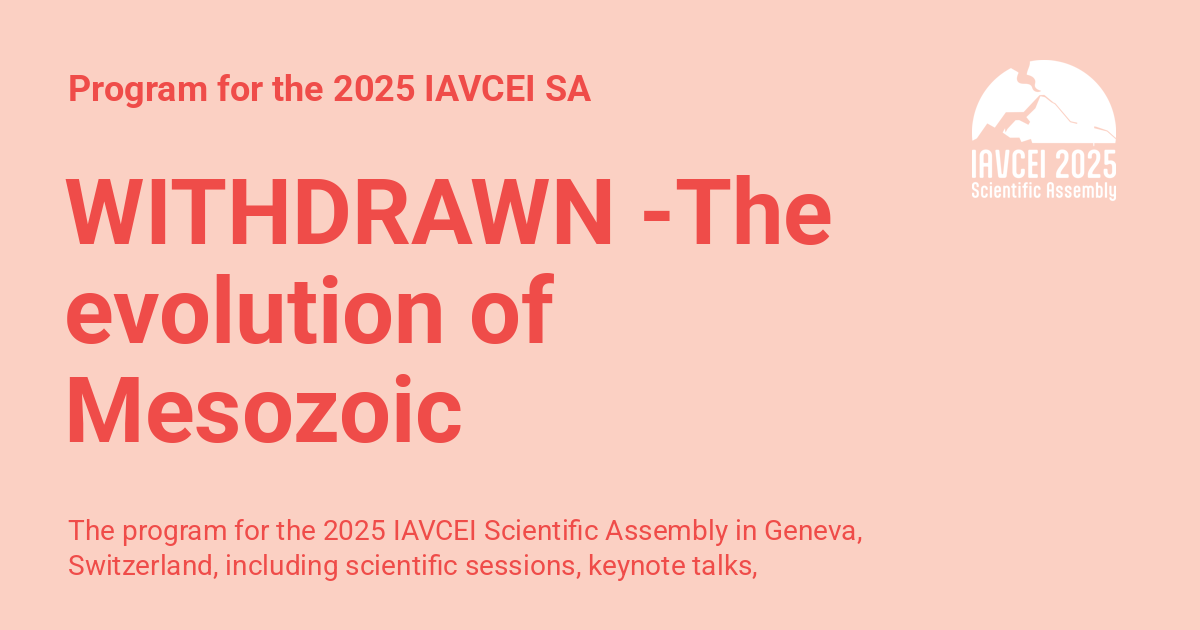 Program for the 2025 IAVCEI SA
IAVCEI 2025
Scientific Assembly
WITHDRAWN -The
evolution of
Mesozoic
The program for the 2025 IAVCEI Scientific Assembly in Geneva,
Switzerland, including scientific sessions, keynote talks,